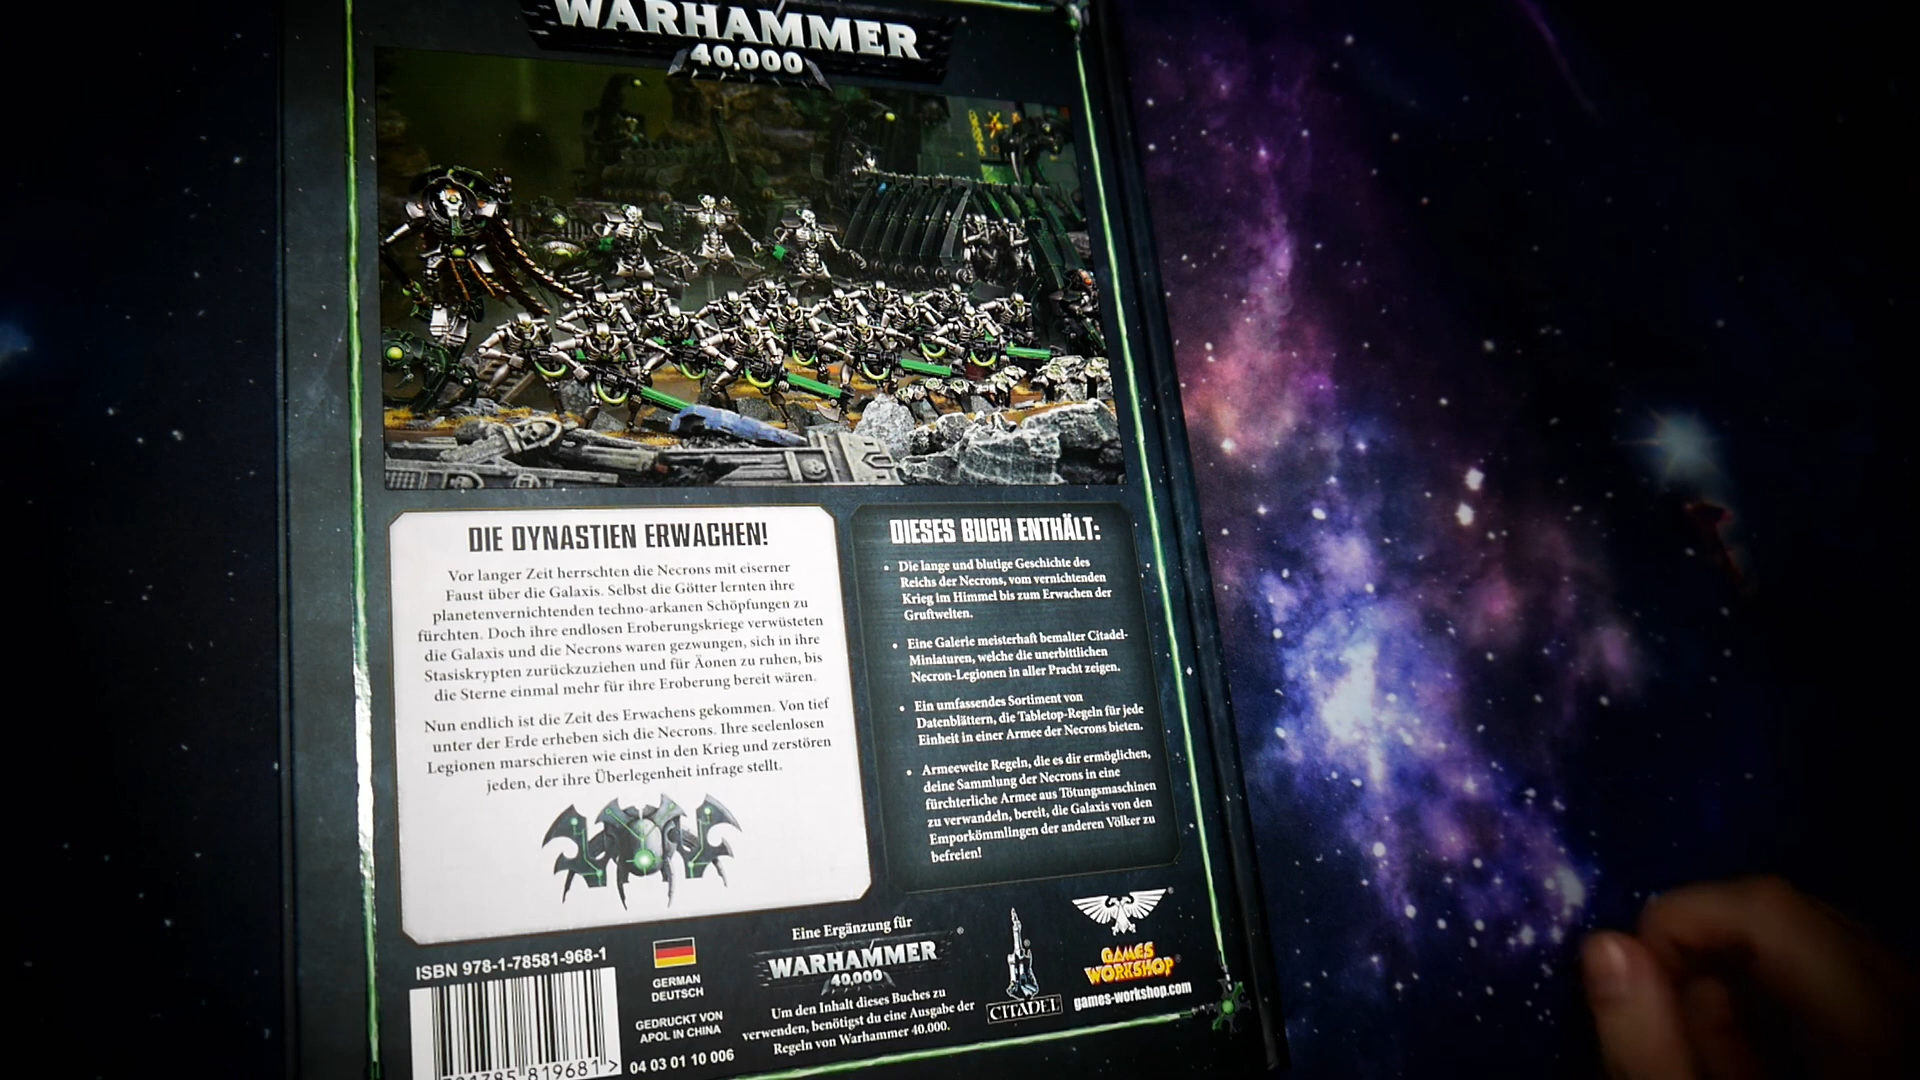 WARHAMMER
40,000
DIE DYNASTIEN ERWACHEN!
Vor langer Zeit herrschten die Necrons mit eiserner
Faust über die Galaxis. Selbst die Götter lernten ihre
planetenvernichtenden techno-arkanen Schöpfungen zu
fürchten. Doch ihre endlosen Eroberungskriege verwüsteten
die Galaxis und die Necrons waren gezwungen, sich in ihre
Stasiskrypten zurückzuziehen und für Äonen zu ruhen, bis
die Sterne einmal mehr für ihre Eroberung bereit wären.
Nun endlich ist die Zeit des Erwachens gekommen. Von tief
unter der Erde erheben sich die Necrons. Ihre seelenlosen
Legionen marschieren wie einst in den Krieg und zerstören
jeden, der ihre Überlegenheit infrage stellt.
DIESES BUCH ENTHÄLT:
• Die lange und blutige Geschichte des
Reichs der Necrons, vom vernichtenden
Krieg im Himmel bis zum Erwachen der
Gruftwelten.
• Eine Galerie meisterhaft bemalter Citadel-
Miniaturen, welche die unerbittlichen
Necron-Legionen in aller Pracht zeigen.
• Ein umfassendes Sortiment von
Datenblättern, die Tabletop-Regeln für jede
Einheit in einer Armee der Necrons bieten.
• Armeeweite Regeln, die es dir ermöglichen,
deine Sammlung der Necrons in eine
fürchterliche Armee aus Tötungsmaschinen
zu verwandeln, bereit, die Galaxis von den
Emporkömmlingen der anderen Völker zu
befreien!
ISBN 978-1-78581-968-1
819681 >
GERMAN
DEUTSCH
GEDRUCKT VON
APOL IN CHINA
04 03 01 10 006
Eine Ergänzung für
WARHAMMER®
40,000
Um den Inhalt dieses Buches zu
verwenden, benötigst du eine Ausgabe der
Regeln von Warhammer 40.000.
CITADEL
GAMES
WORKSHOP®
games-workshop.com